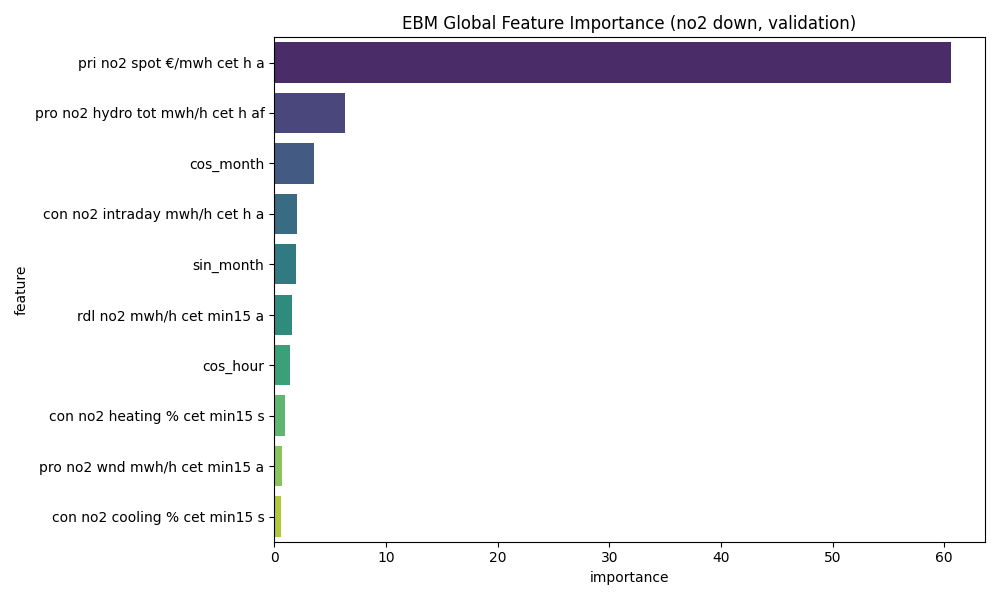 EBM Global Feature Importance (no2 down, validation)
feature
pri no2 spot €/mwh cet h a
pro no2 hydro tot mwh/h cet h af
cos_month
con no2 intraday mwh/h cet h a
sin_month
rdl no2 mwh/h cet min15 a
cos_hour
con no2 heating % cet min15 s
pro no2 wnd mwh/h cet min15 a
con no2 cooling % cet min15 s
0 10 20 30 40 50 60
importance